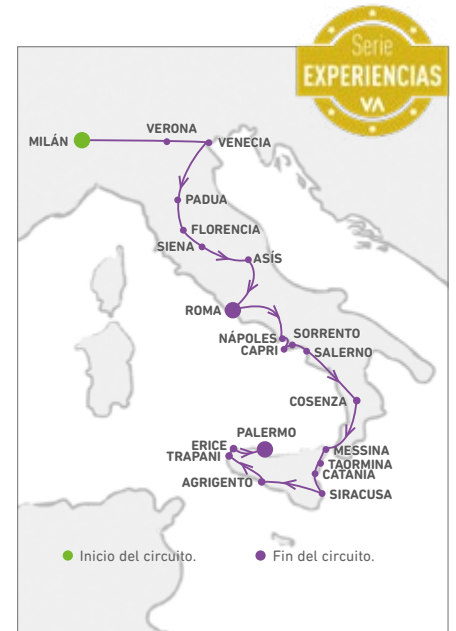 Serie
EXPERIENCIAS
VA
MILÁN
VERONA
VENECIA
PADUA
FLORENCIA
SIENA
ASÍS
ROMA
NÁPOLES
SORRENTO
CAPRI
SALERNO
COSENZA
PALERMO
ERICE
TRAPANI
MESSINA
TAORMINA
CATANIA
AGRIGENTO
SIRACUSA
Inicio del circuito.
Fin del circuito.